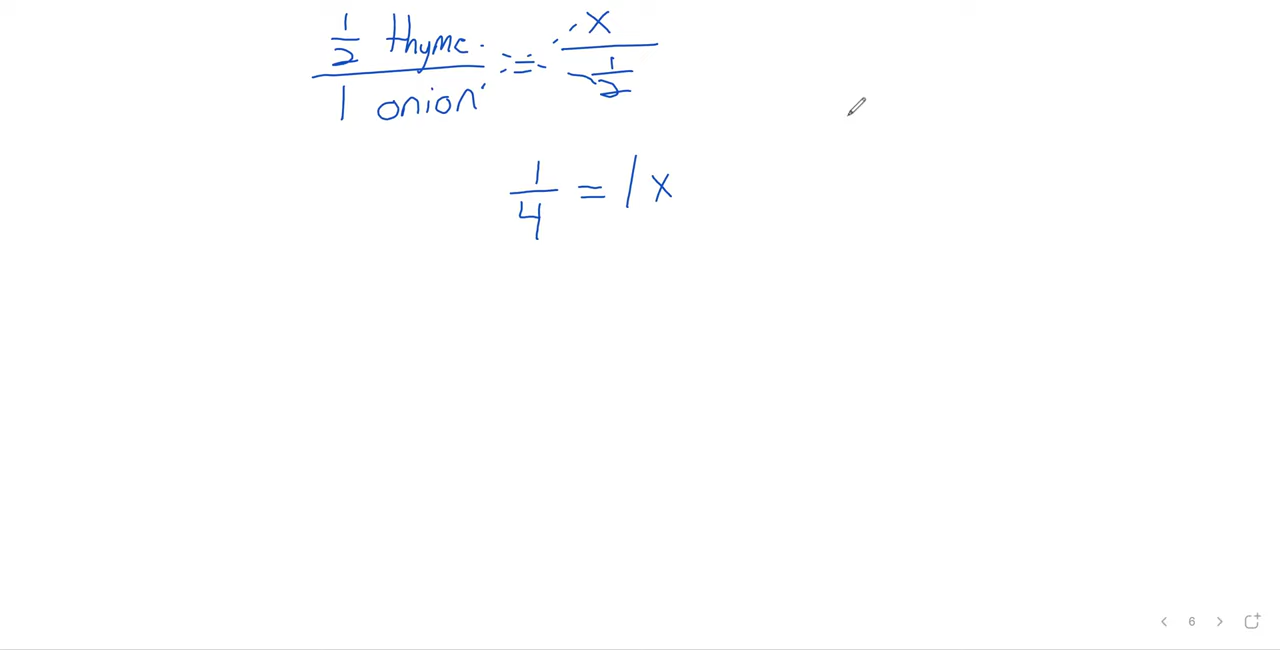 1/2 thyme / 1 onion = x / 1/2
1/4 = 1x
6